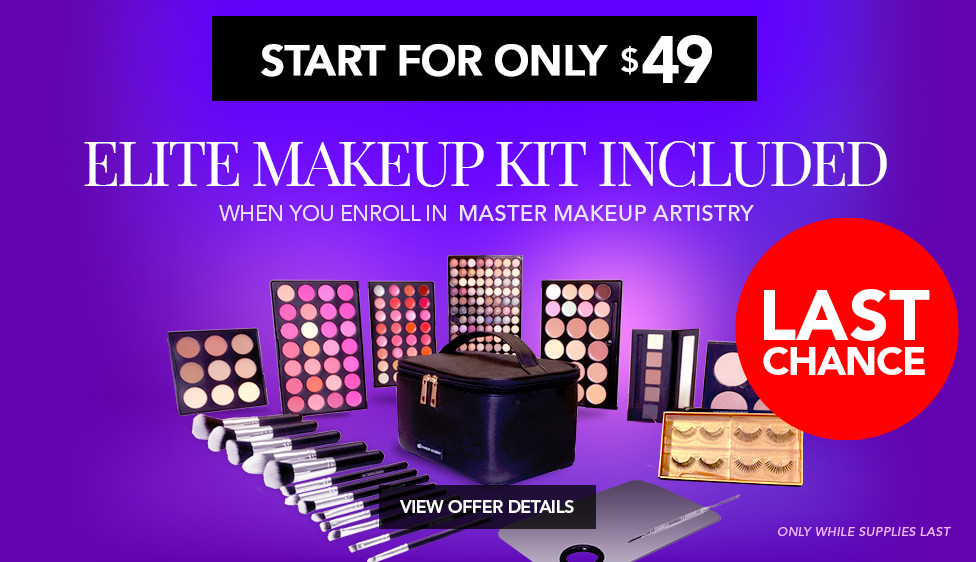 START FOR ONLY $49
ELITE MAKEUP KIT INCLUDED
WHEN YOU ENROLL IN MASTER MAKEUP ARTISTRY
LAST
CHANCE
VIEW OFFER DETAILS
ONLY WHILE SUPPLIES LAST